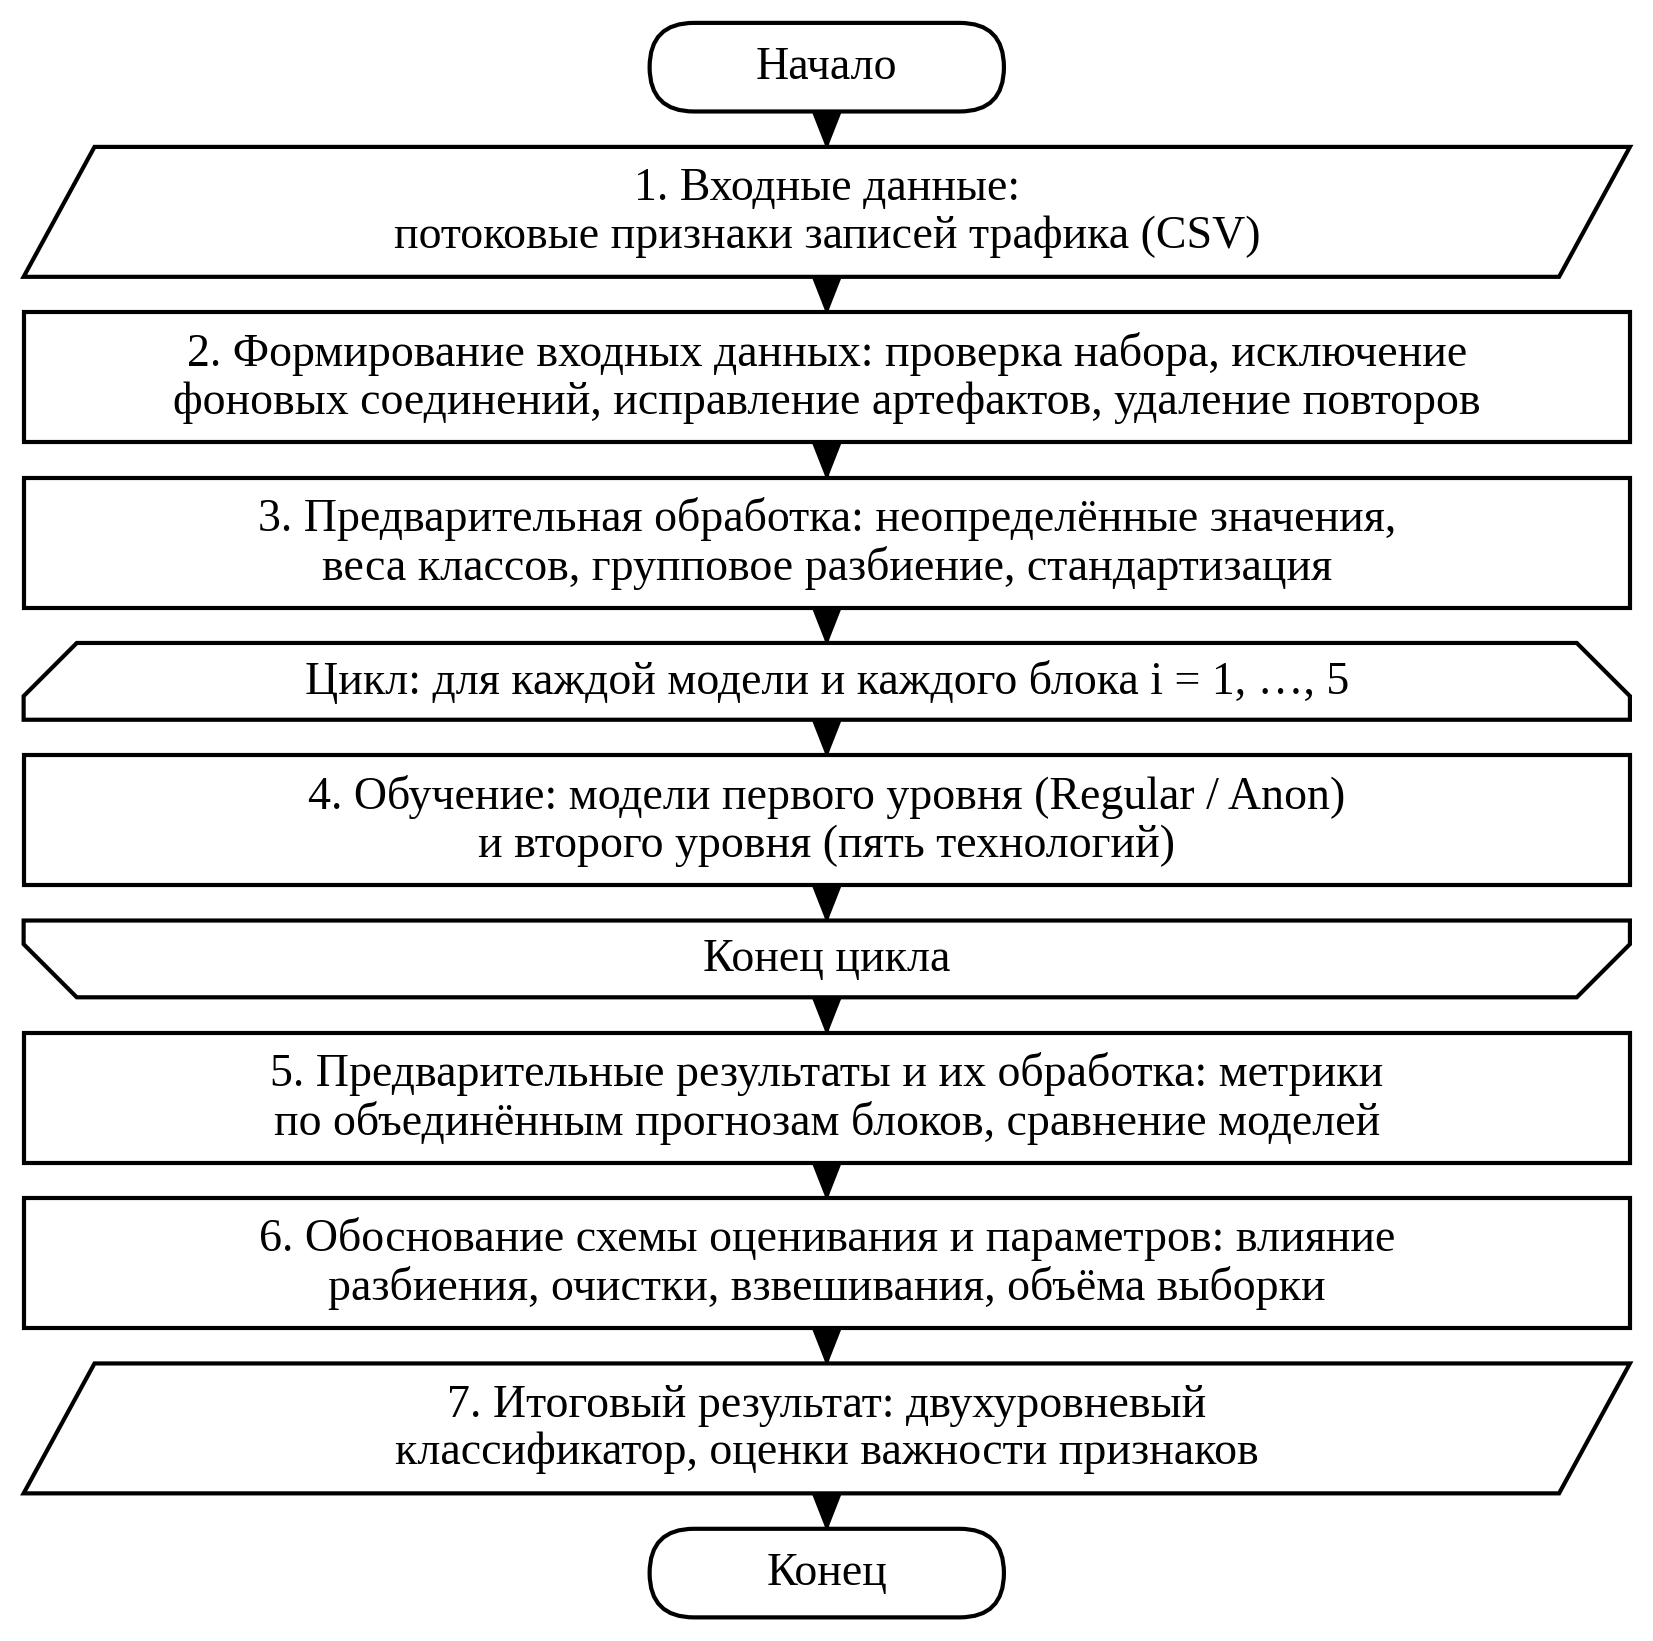 Начало
1. Входные данные:
потоковые признаки записей трафика (CSV)
2. Формирование входных данных: проверка набора, исключение
фоновых соединений, исправление артефактов, удаление повторов
3. Предварительная обработка: неопределённые значения,
веса классов, групповое разбиение, стандартизация
Цикл: для каждой модели и каждого блока i = 1, …, 5
4. Обучение: модели первого уровня (Regular / Anon)
и второго уровня (пять технологий)
Конец цикла
5. Предварительные результаты и их обработка: метрики
по объединённым прогнозам блоков, сравнение моделей
6. Обоснование схемы оценивания и параметров: влияние
разбиения, очистки, взвешивания, объёма выборки
7. Итоговый результат: двухуровневый
классификатор, оценки важности признаков
Конец